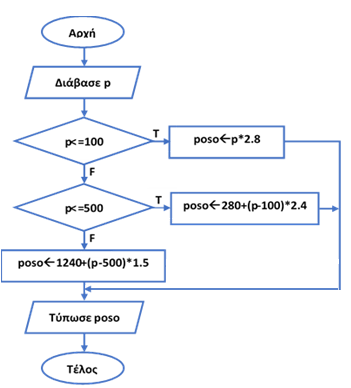 Αρχή
Διάβασε p
p<=100
T
poso←p*2.8
F
p<=500
T
poso←280+(p-100)*2.4
F
poso←1240+(p-500)*1.5
Τύπωσε poso
Τέλος